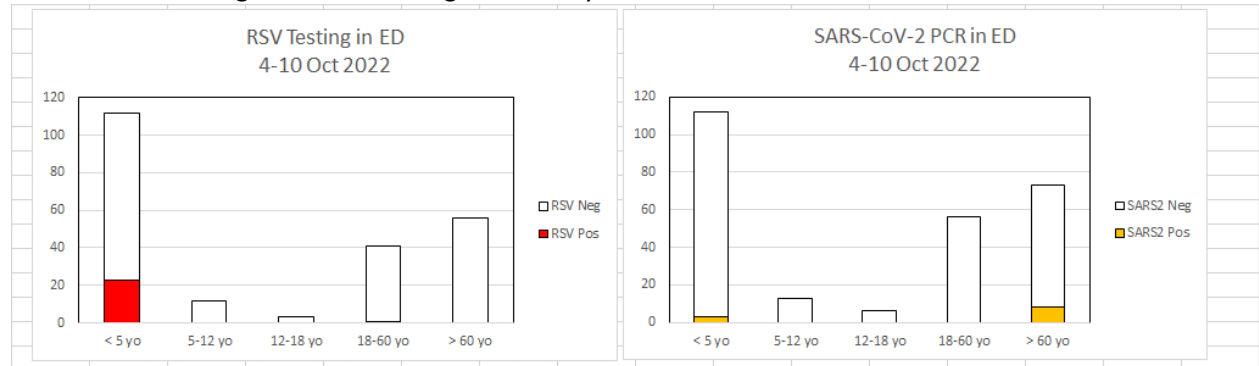 RSV Testing in ED
4-10 Oct 2022
120
100
80
60
40
20
0
< 5 yo 5-12 yo 12-18 yo 18-60 yo > 60 yo
RSV Neg
RSV Pos
SARS-CoV-2 PCR in ED
4-10 Oct 2022
120
100
80
60
40
20
0
< 5 yo 5-12 yo 12-18 yo 18-60 yo > 60 yo
SARS2 Neg
SARS2 Pos